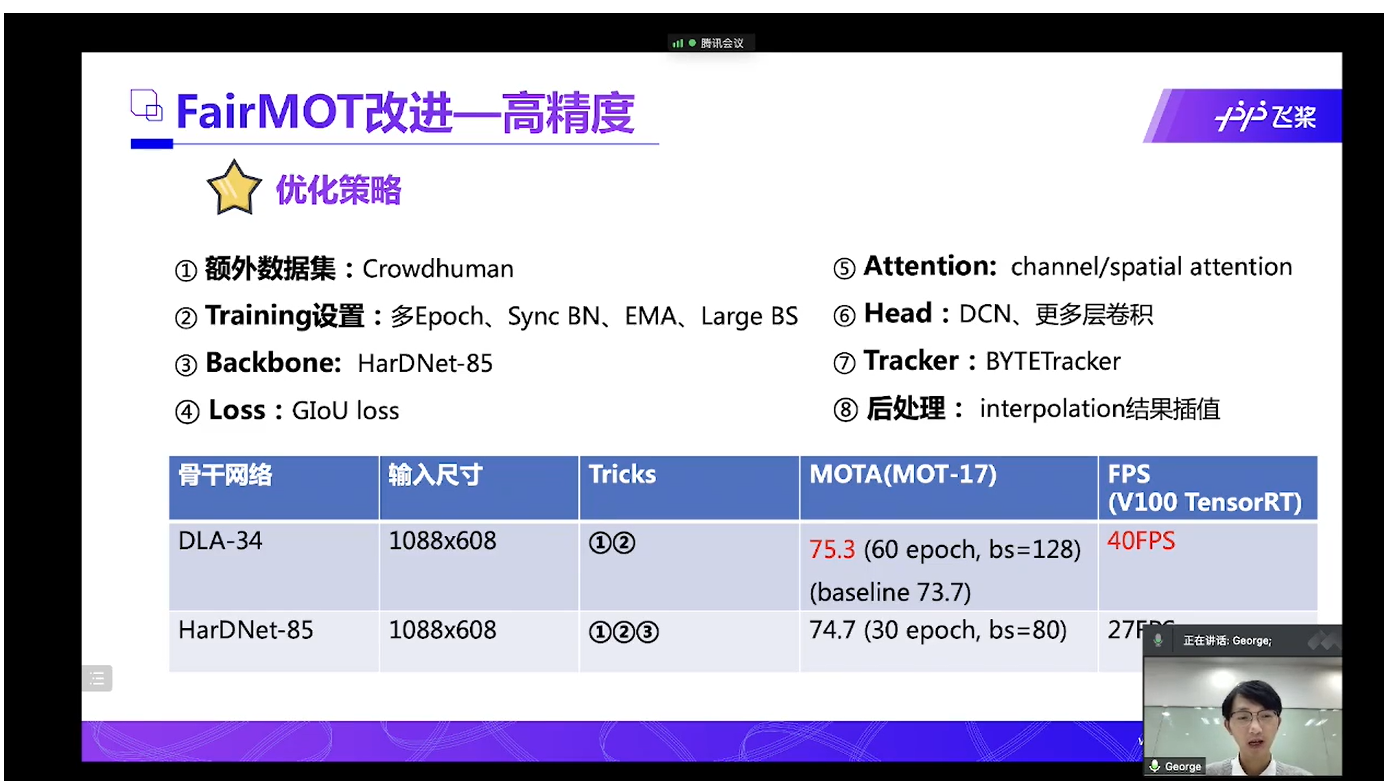 腾讯会议
FairMOT改进—高精度
飞桨
优化策略
① 额外数据集：Crowdhuman
② Training设置：多Epoch、Sync BN、EMA、Large BS
③ Backbone: HarDNet-85
④ Loss：GIoU loss
⑤ Attention: channel/spatial attention
⑥ Head：DCN、更多层卷积
⑦ Tracker：BYTETracker
⑧ 后处理： interpolation结果插值
骨干网络 输入尺寸 Tricks MOTA(MOT-17) FPS
(V100 TensorRT)
DLA-34 1088x608 ①② 75.3 (60 epoch, bs=128) 40FPS
(baseline 73.7)
HarDNet-85 1088x608 ①②③ 74.7 (30 epoch, bs=80) 27FPS
正在讲话: George;
George